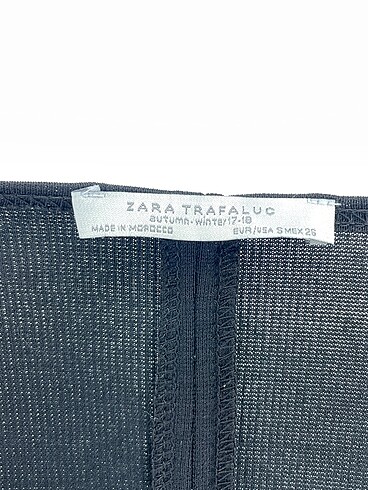 ZARA TRAFALUC
autumn-winter/17-18
MADE IN MOROCCO EUR/USA S MEX 26